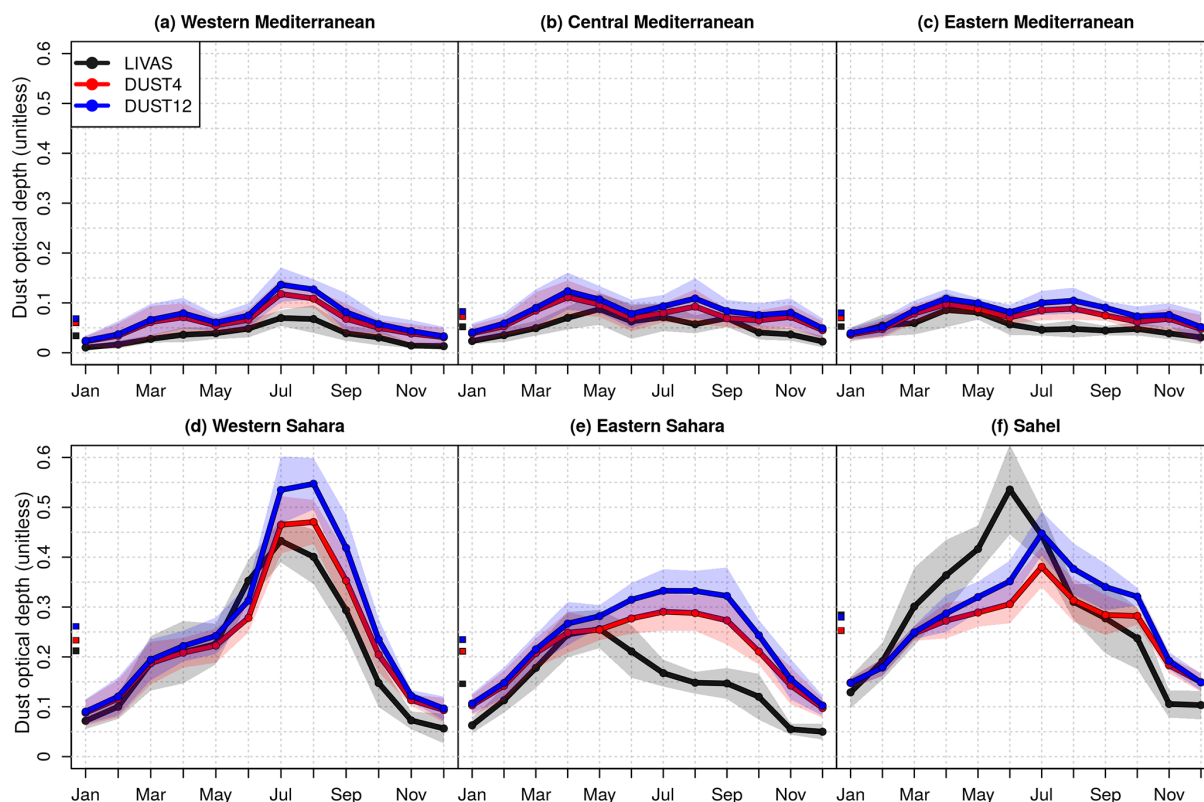 (a) Western Mediterranean
(b) Central Mediterranean
(c) Eastern Mediterranean
Dust optical depth (unitless)
0.6
0.5
0.4
0.3
0.2
0.1
0
LIVAS
DUST4
DUST12
Jan Mar May Jul Sep Nov
Jan Mar May Jul Sep Nov
Jan Mar May Jul Sep Nov
(d) Western Sahara
(e) Eastern Sahara
(f) Sahel
Dust optical depth (unitless)
0.6
0.5
0.4
0.3
0.2
0.1
0
Jan Mar May Jul Sep Nov
Jan Mar May Jul Sep Nov
Jan Mar May Jul Sep Nov